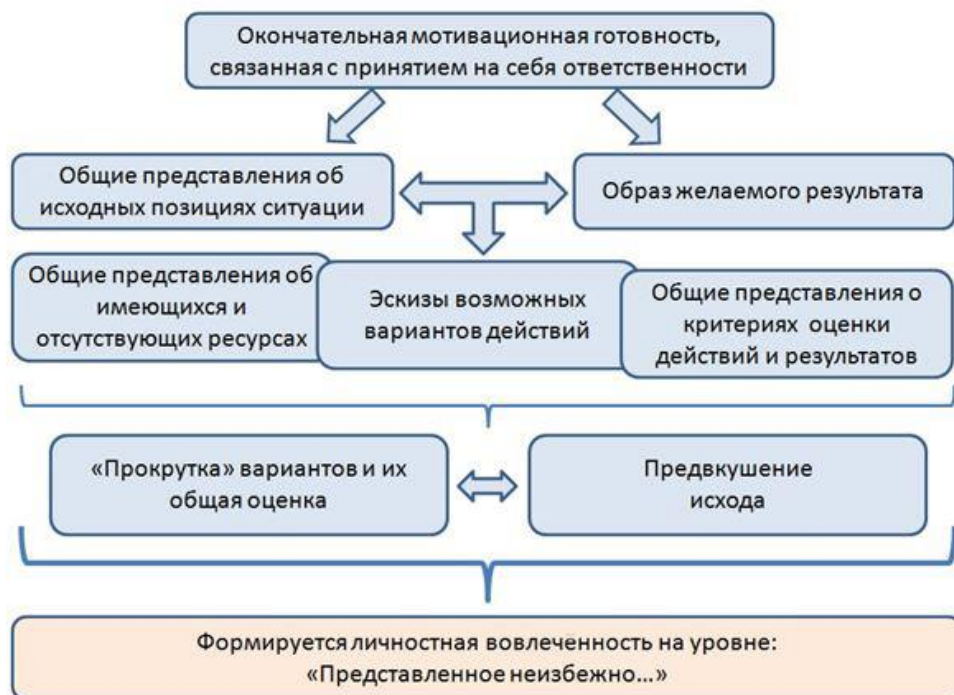 Окончательная мотивационная готовность,
связанная с принятием на себя ответственности
Общие представления об
исходных позициях ситуации
Образ желаемого результата
Общие представления об
имеющихся и
отсутствующих ресурсах
Эскизы возможных
вариантов действий
Общие представления о
критериях оценки
действий и результатов
«Прокрутка» вариантов и их
общая оценка
Предвкушение
исхода
Формируется личностная вовлечённость на уровне:
«Представленное неизбежно…»